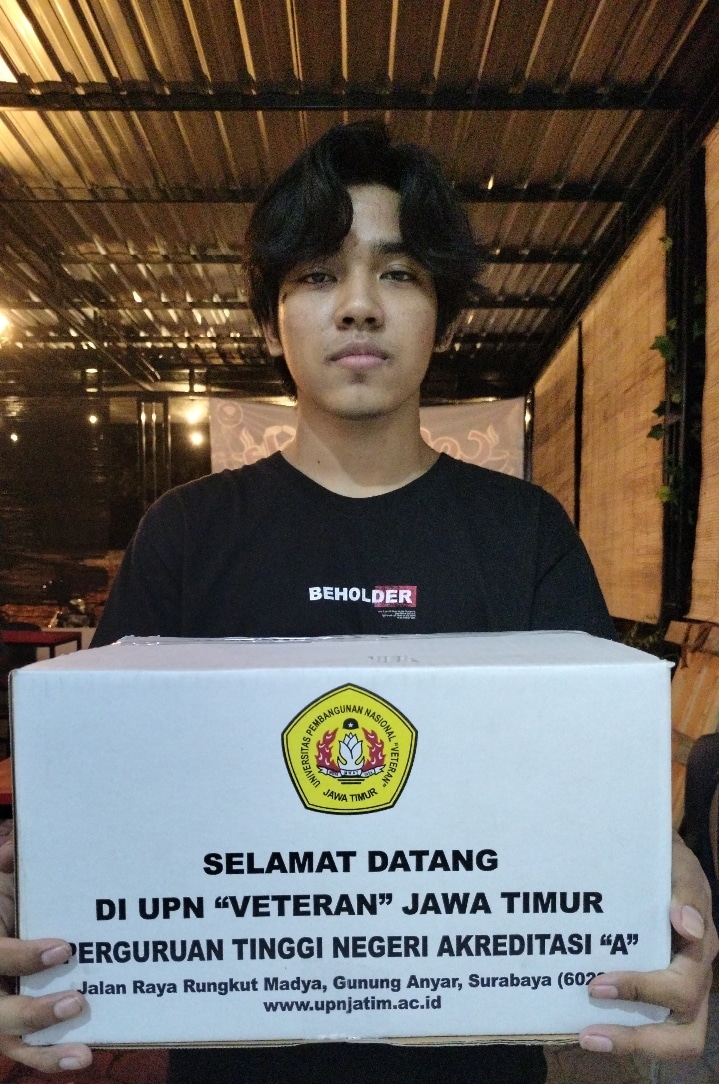 BEHOLDER
UNIVERSITAS PEMBANGUNAN NASIONAL "VETERAN"
JAWA TIMUR
SELAMAT DATANG
DI UPN “VETERAN” JAWA TIMUR
PERGURUAN TINGGI NEGERI AKREDITASI “A”
Jalan Raya Rungkut Madya, Gunung Anyar, Surabaya
www.upnjatim.ac.id